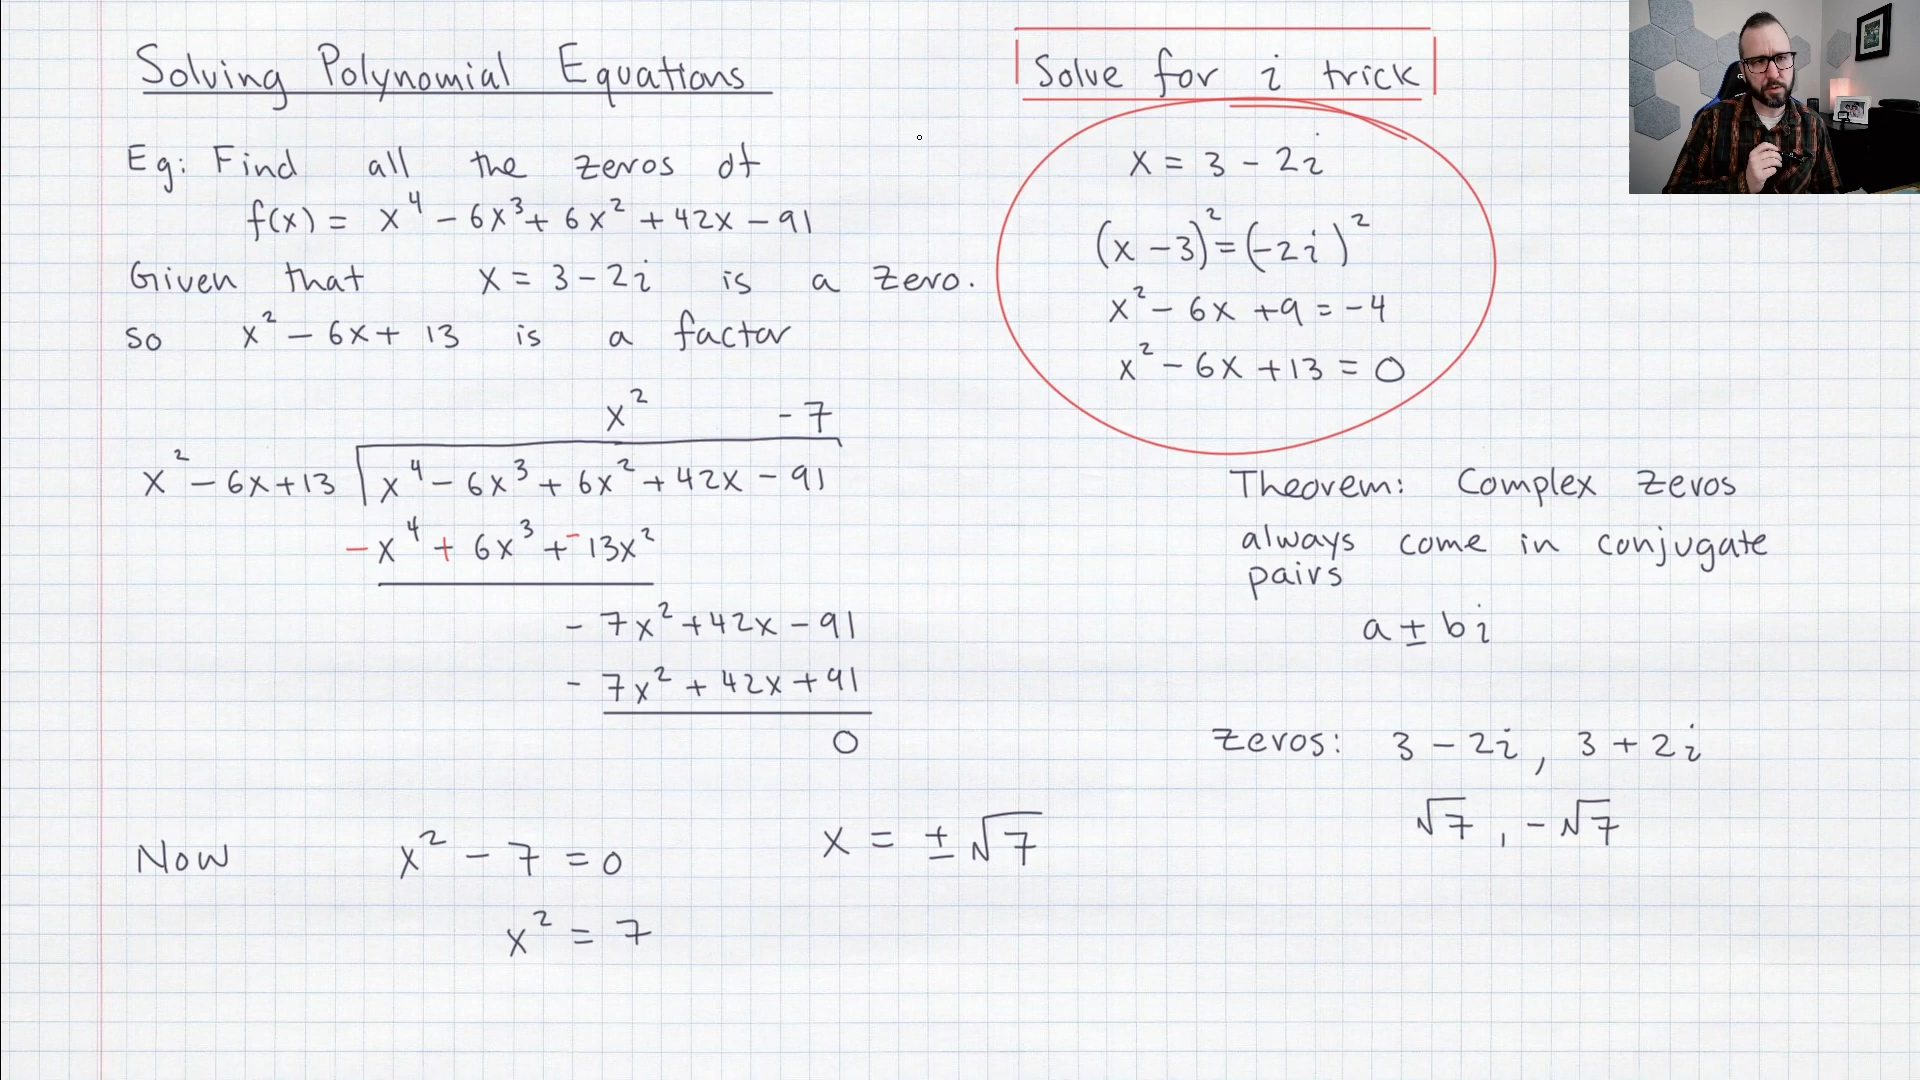 Solving Polynomial Equations
Eg: Find all the zeros of
f(x) = x⁴ - 6x³ + 6x² + 42x - 91
Given that x = 3 - 2i is a zero.
so x² - 6x + 13 is a factor
x² - 7
x² - 6x + 13 x⁴ - 6x³ + 6x² + 42x - 91
- x⁴ + 6x³ + - 13x²
- 7x² + 42x - 91
- 7x² + 42x + 91
0
Now x² - 7 = 0
x² = 7
x = ± √7
Solve for i trick
x = 3 - 2i
(x - 3)² = (-2i)²
x² - 6x + 9 = -4
x² - 6x + 13 = 0
Theorem: Complex zeros
always come in conjugate
pairs
a ± bi
Zeros: 3 - 2i, 3 + 2i
√7, -√7